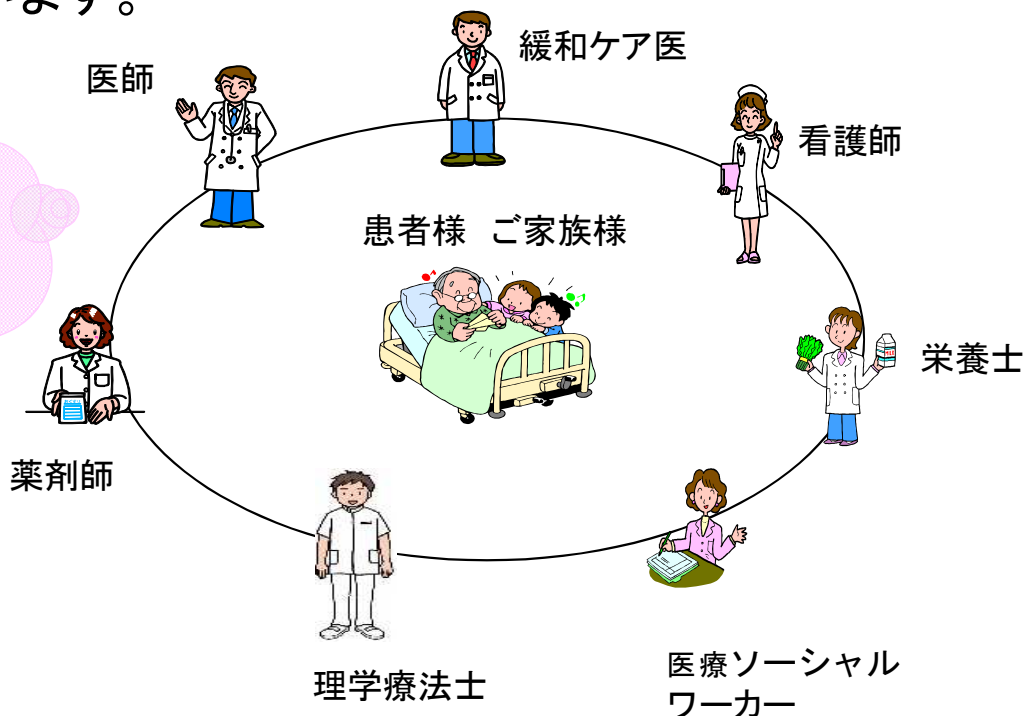 ます。
緩和ケア医
医師
看護師
患者様 ご家族様
栄養士
薬剤師
理学療法士
医療ソーシャル
ワーカー